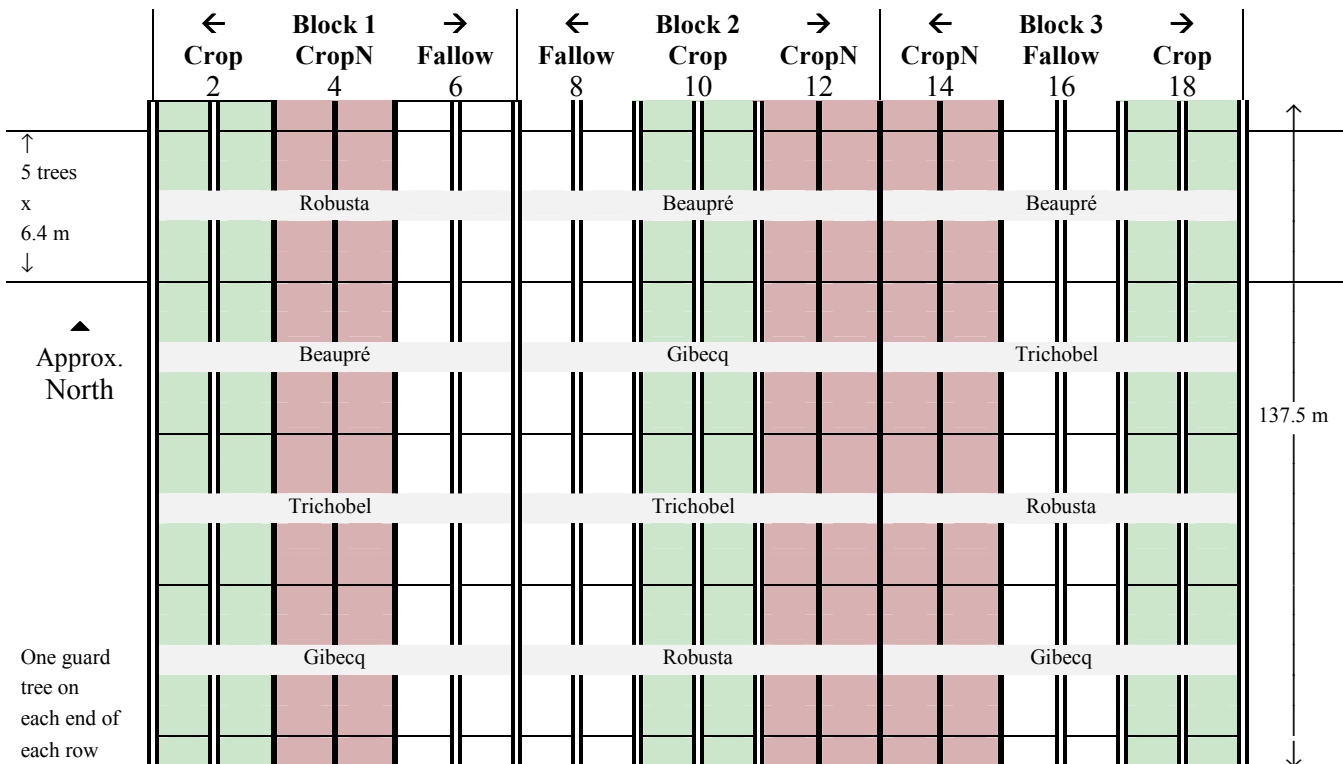 ← Block 1 → ← Block 2 → ← Block 3 →
Crop CropN Fallow Fallow Crop CropN CropN Fallow Crop
2 4 6 8 10 12 14 16 18
↑
5 trees
x
6.4 m
↓
Robusta Beaupré Beaupré
▲
Approx.
North
Beaupré Gibecq Trichobel
137.5 m
Trichobel Trichobel Robusta
One guard
tree on
each end of
each row
Gibecq Robusta Gibecq